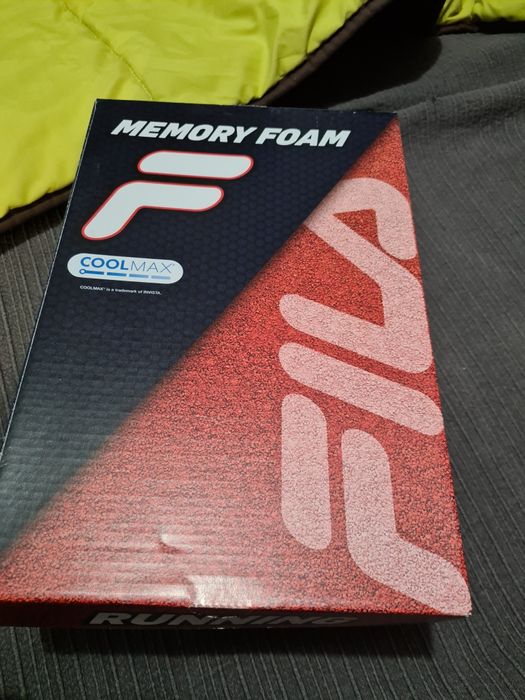 MEMORY FOAM
F
COOLMAX®
COOLMAX® is a trademark of INVISTA.
FILA
RUNNING